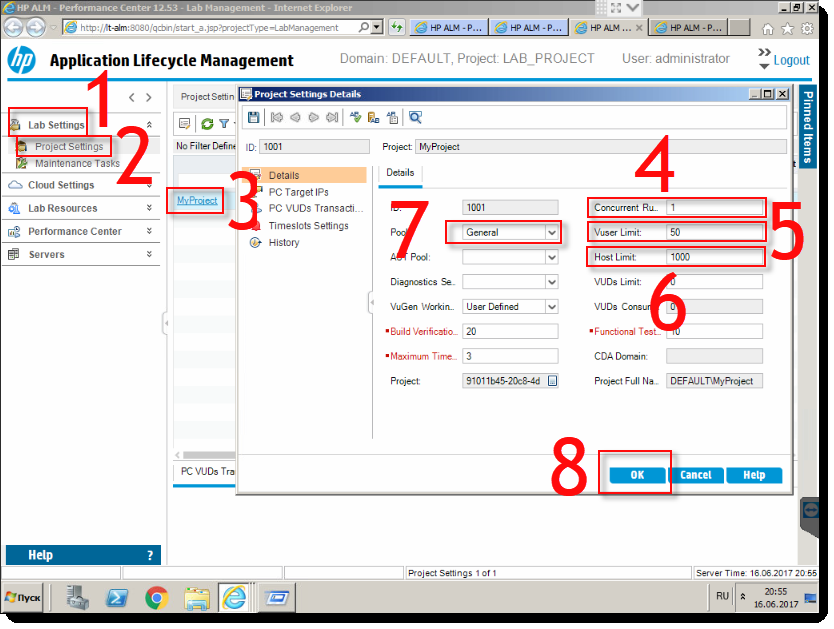 HP ALM - Performance Center 12.53 - Lab Management - Internet Explorer
http://lt-alm:8080/qcbin/start_a.jsp?projectType=LabManagement
HP ALM - P...
HP ALM - P...
HP ALM ...
HP ALM - P...
hp
Application Lifecycle Management
Domain: DEFAULT, Project: LAB_PROJECT
User: administrator
Logout
1
Lab Settings
2
Project Settings
Maintenance Tasks
Cloud Settings
Lab Resources
Performance Center
Servers
Project Settin
No Filter Define
3
MyProject
PC VUDs Tra
Pinned Items
Project Settings Details
ID: 1001
Project: MyProject
Details
PC Target IPs
PC VUDs Transacti...
Timeslots Settings
History
Details
4
7
ID: 1001
Concurrent Ru.. 1
5
Pool: General
Vuser Limit: 50
Host Limit: 1000
6
Diagnostics Se..
VUDs Limit: 0
VuGen Workin.. User Defined
VUDs Consu
Build Verificatio.. 20
Functional Test.. 10
Maximum Time.. 3
CDA Domain:
Project: 91011b45-20c8-4d
Project Full Na.. DEFAULT\MyProject
8
OK
Cancel
Help
Help ?
Project Settings 1 of 1
Server Time: 16.06.2017 20:55
Пуск
RU
20:55
16.06.2017